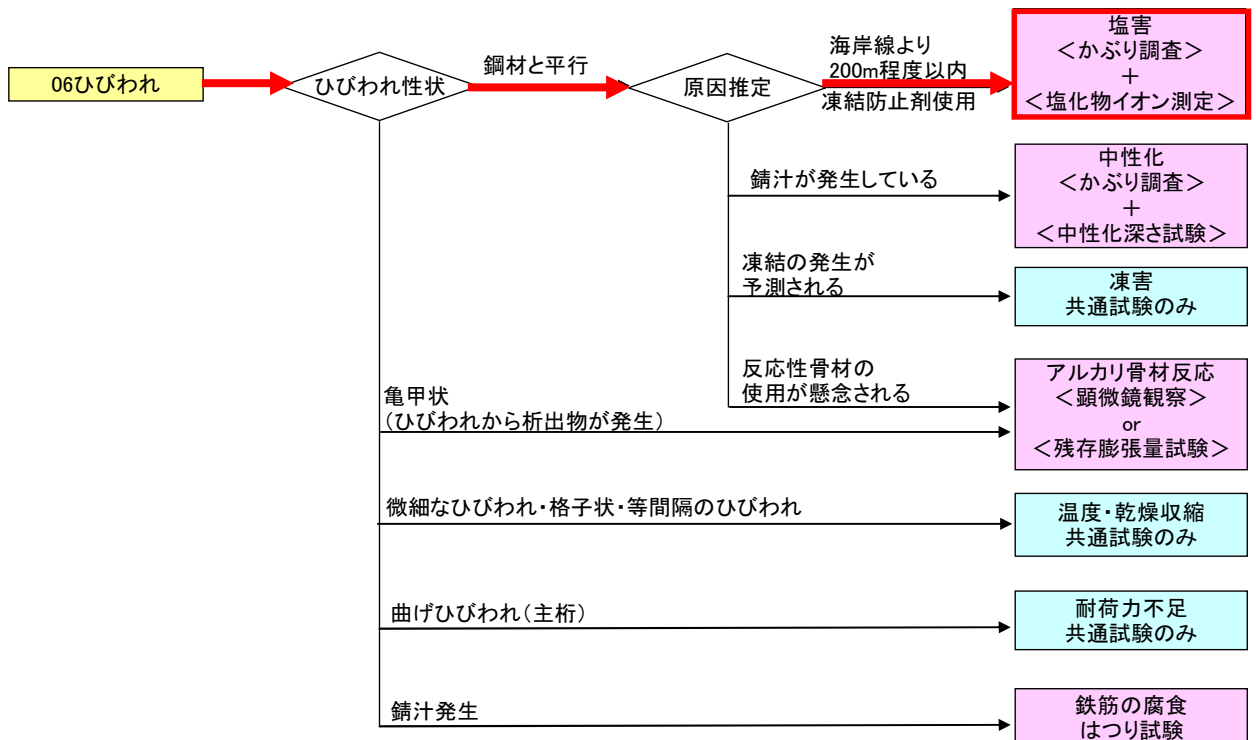 06ひびわれ
ひびわれ性状
鋼材と平行
原因推定
海岸線より
200m程度以内
凍結防止剤使用
塩害
＜かぶり調査＞
＋
＜塩化物イオン測定＞
錆汁が発生している
中性化
＜かぶり調査＞
＋
＜中性化深さ試験＞
凍結の発生が
予測される
凍害
共通試験のみ
反応性骨材の
使用が懸念される
亀甲状
（ひびわれから析出物が発生）
アルカリ骨材反応
＜顕微鏡観察＞
or
＜残存膨張量試験＞
微細なひびわれ・格子状・等間隔のひびわれ
温度・乾燥収縮
共通試験のみ
曲げひびわれ（主桁）
耐荷力不足
共通試験のみ
錆汁発生
鉄筋の腐食
はつり試験